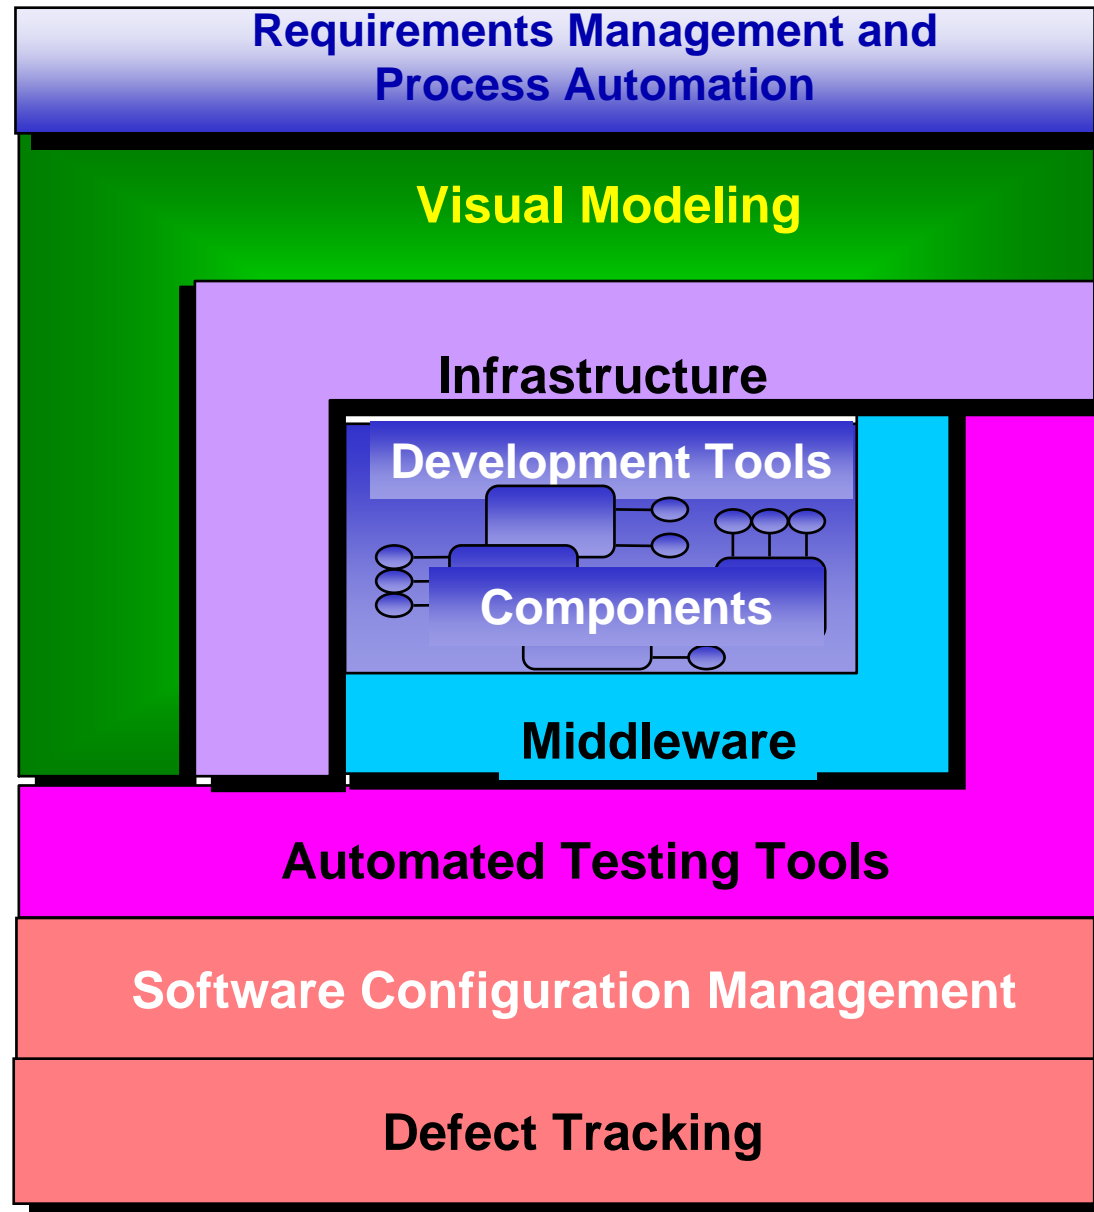 Requirements Management and
Process Automation
Visual Modeling
Infrastructure
Development Tools
Components
Middleware
Automated Testing Tools
Software Configuration Management
Defect Tracking